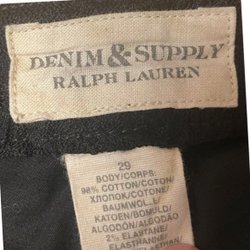 DENIM & SUPPLY
RALPH LAUREN
29
BODY/CORPS:
98% COTTON/COTON/
ХЛОПОК/COTONE/
BAUMWOLLE/
KATOEN/BOMULD/
ALGODÓN/ALGODÃO
2% ELASTANE/
ELASTHANNE/